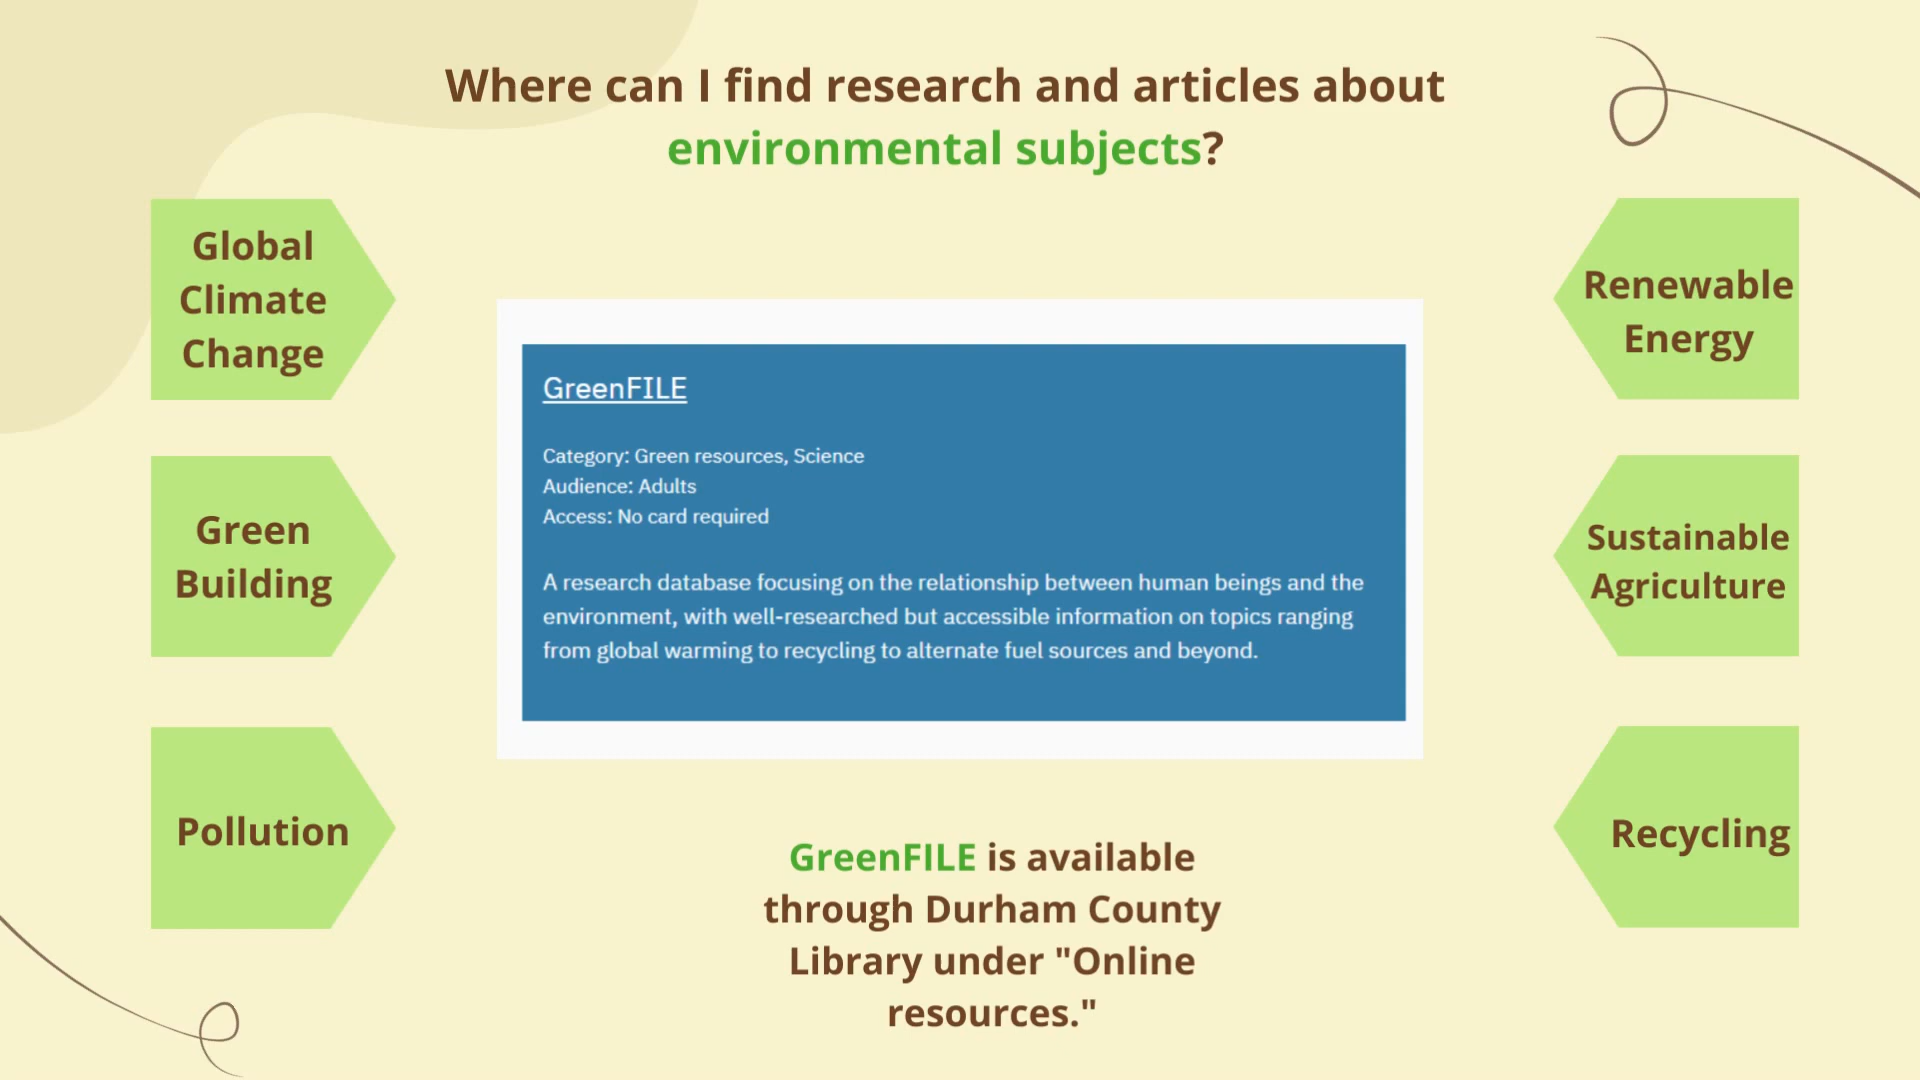 Where can I find research and articles about
environmental subjects?
Global
Climate
Change
Green
Building
Pollution
GreenFILE
Category: Green resources, Science
Audience: Adults
Access: No card required
A research database focusing on the relationship between human beings and the
environment, with well-researched but accessible information on topics ranging
from global warming to recycling to alternate fuel sources and beyond.
Renewable
Energy
Sustainable
Agriculture
Recycling
GreenFILE is available
through Durham County
Library under "Online
resources."